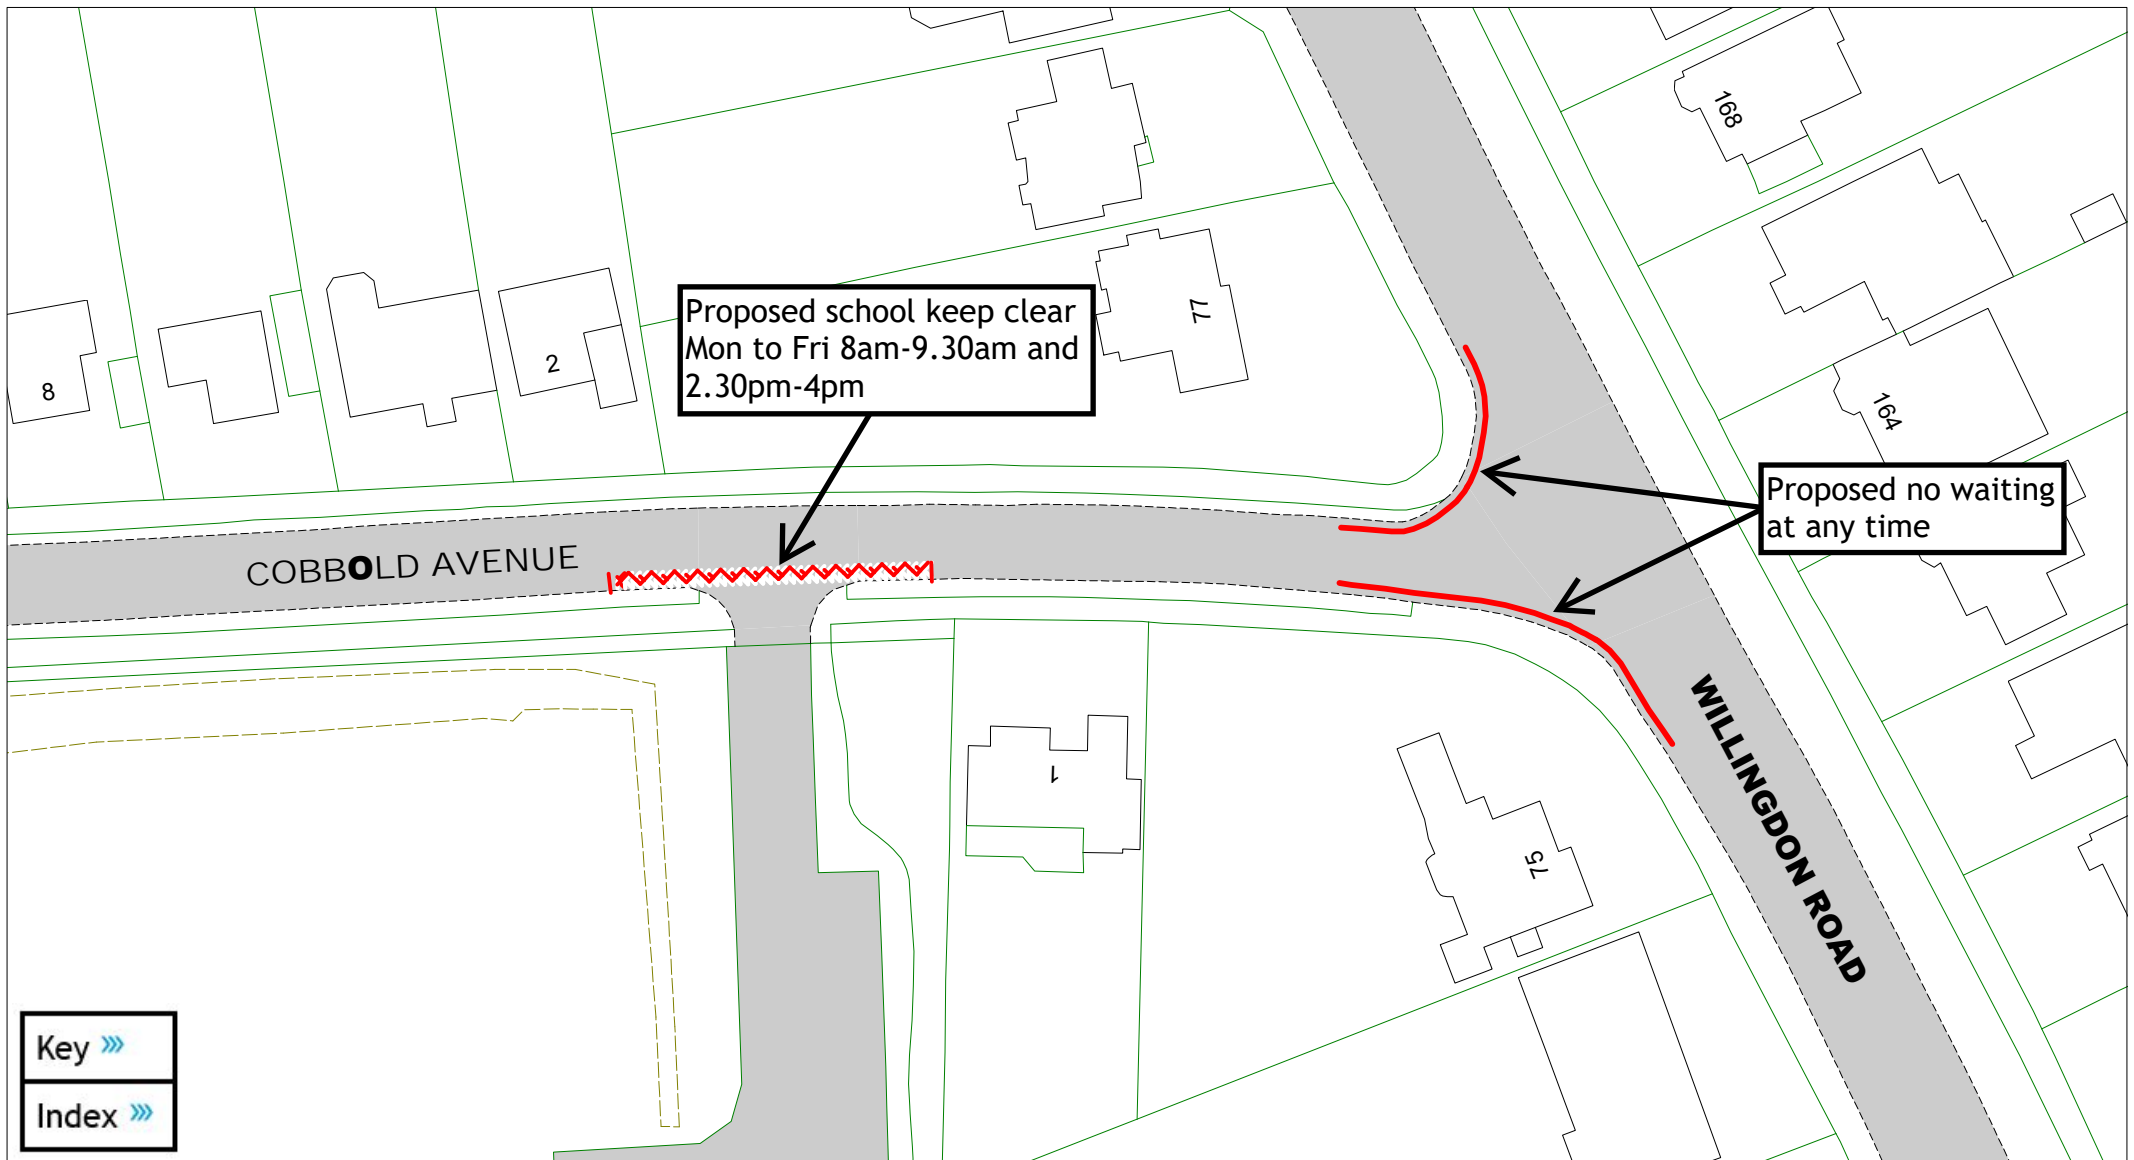 168
77
Proposed school keep clear
Mon to Fri 8am-9.30am and
2.30pm-4pm
2
8
164
Proposed no waiting
at any time
COBBOLD AVENUE
WILLINGDON ROAD
1
75
Key »»
Index »»